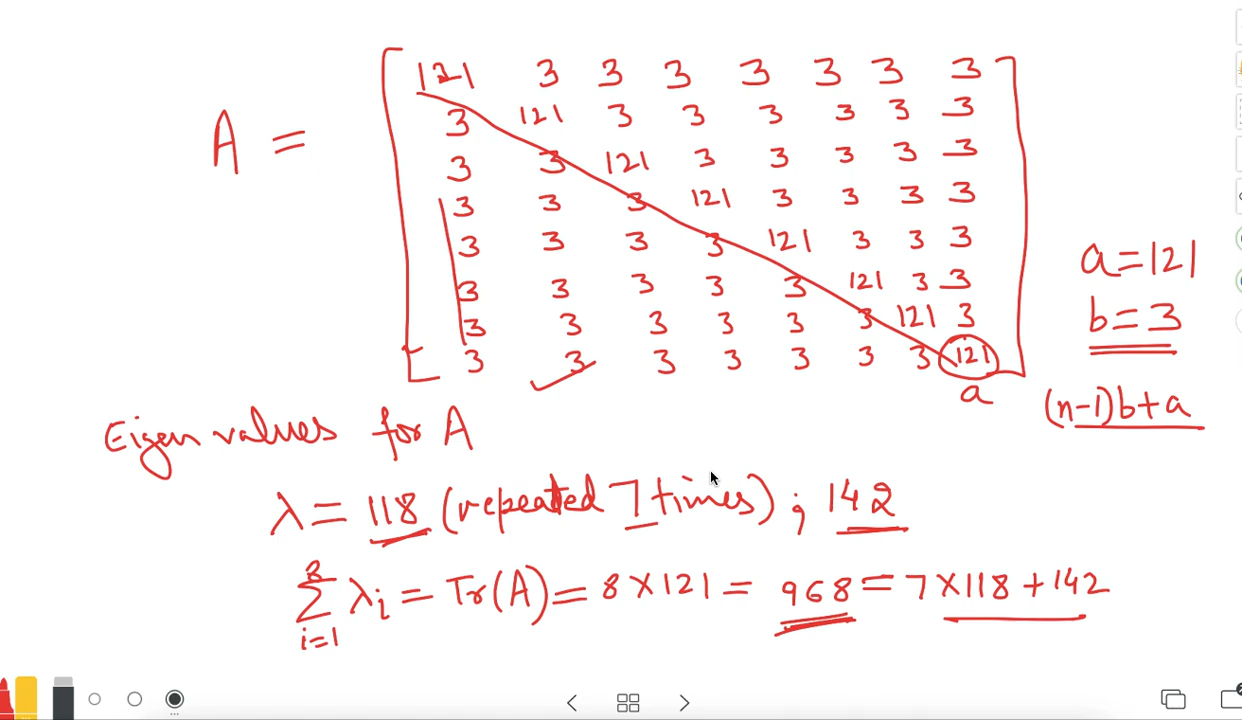 121 3 3 3 3 3 3 3
3 121 3 3 3 3 3 3
A =
3 3 121 3 3 3 3 3
3 3 3 121 3 3 3 3
3 3 3 3 121 3 3 3
a=121
3 3 3 3 3 121 3 3
3 3 3 3 3 3 121 3
b=3
3 3 3 3 3 3 3 121
a
(n-1)b+a
Eigen values for A
λ = 118 (repeated 7 times) ; 142
8 ∑ i=1 λi = Tr(A) = 8 × 121 = 968 = 7 × 118 + 142